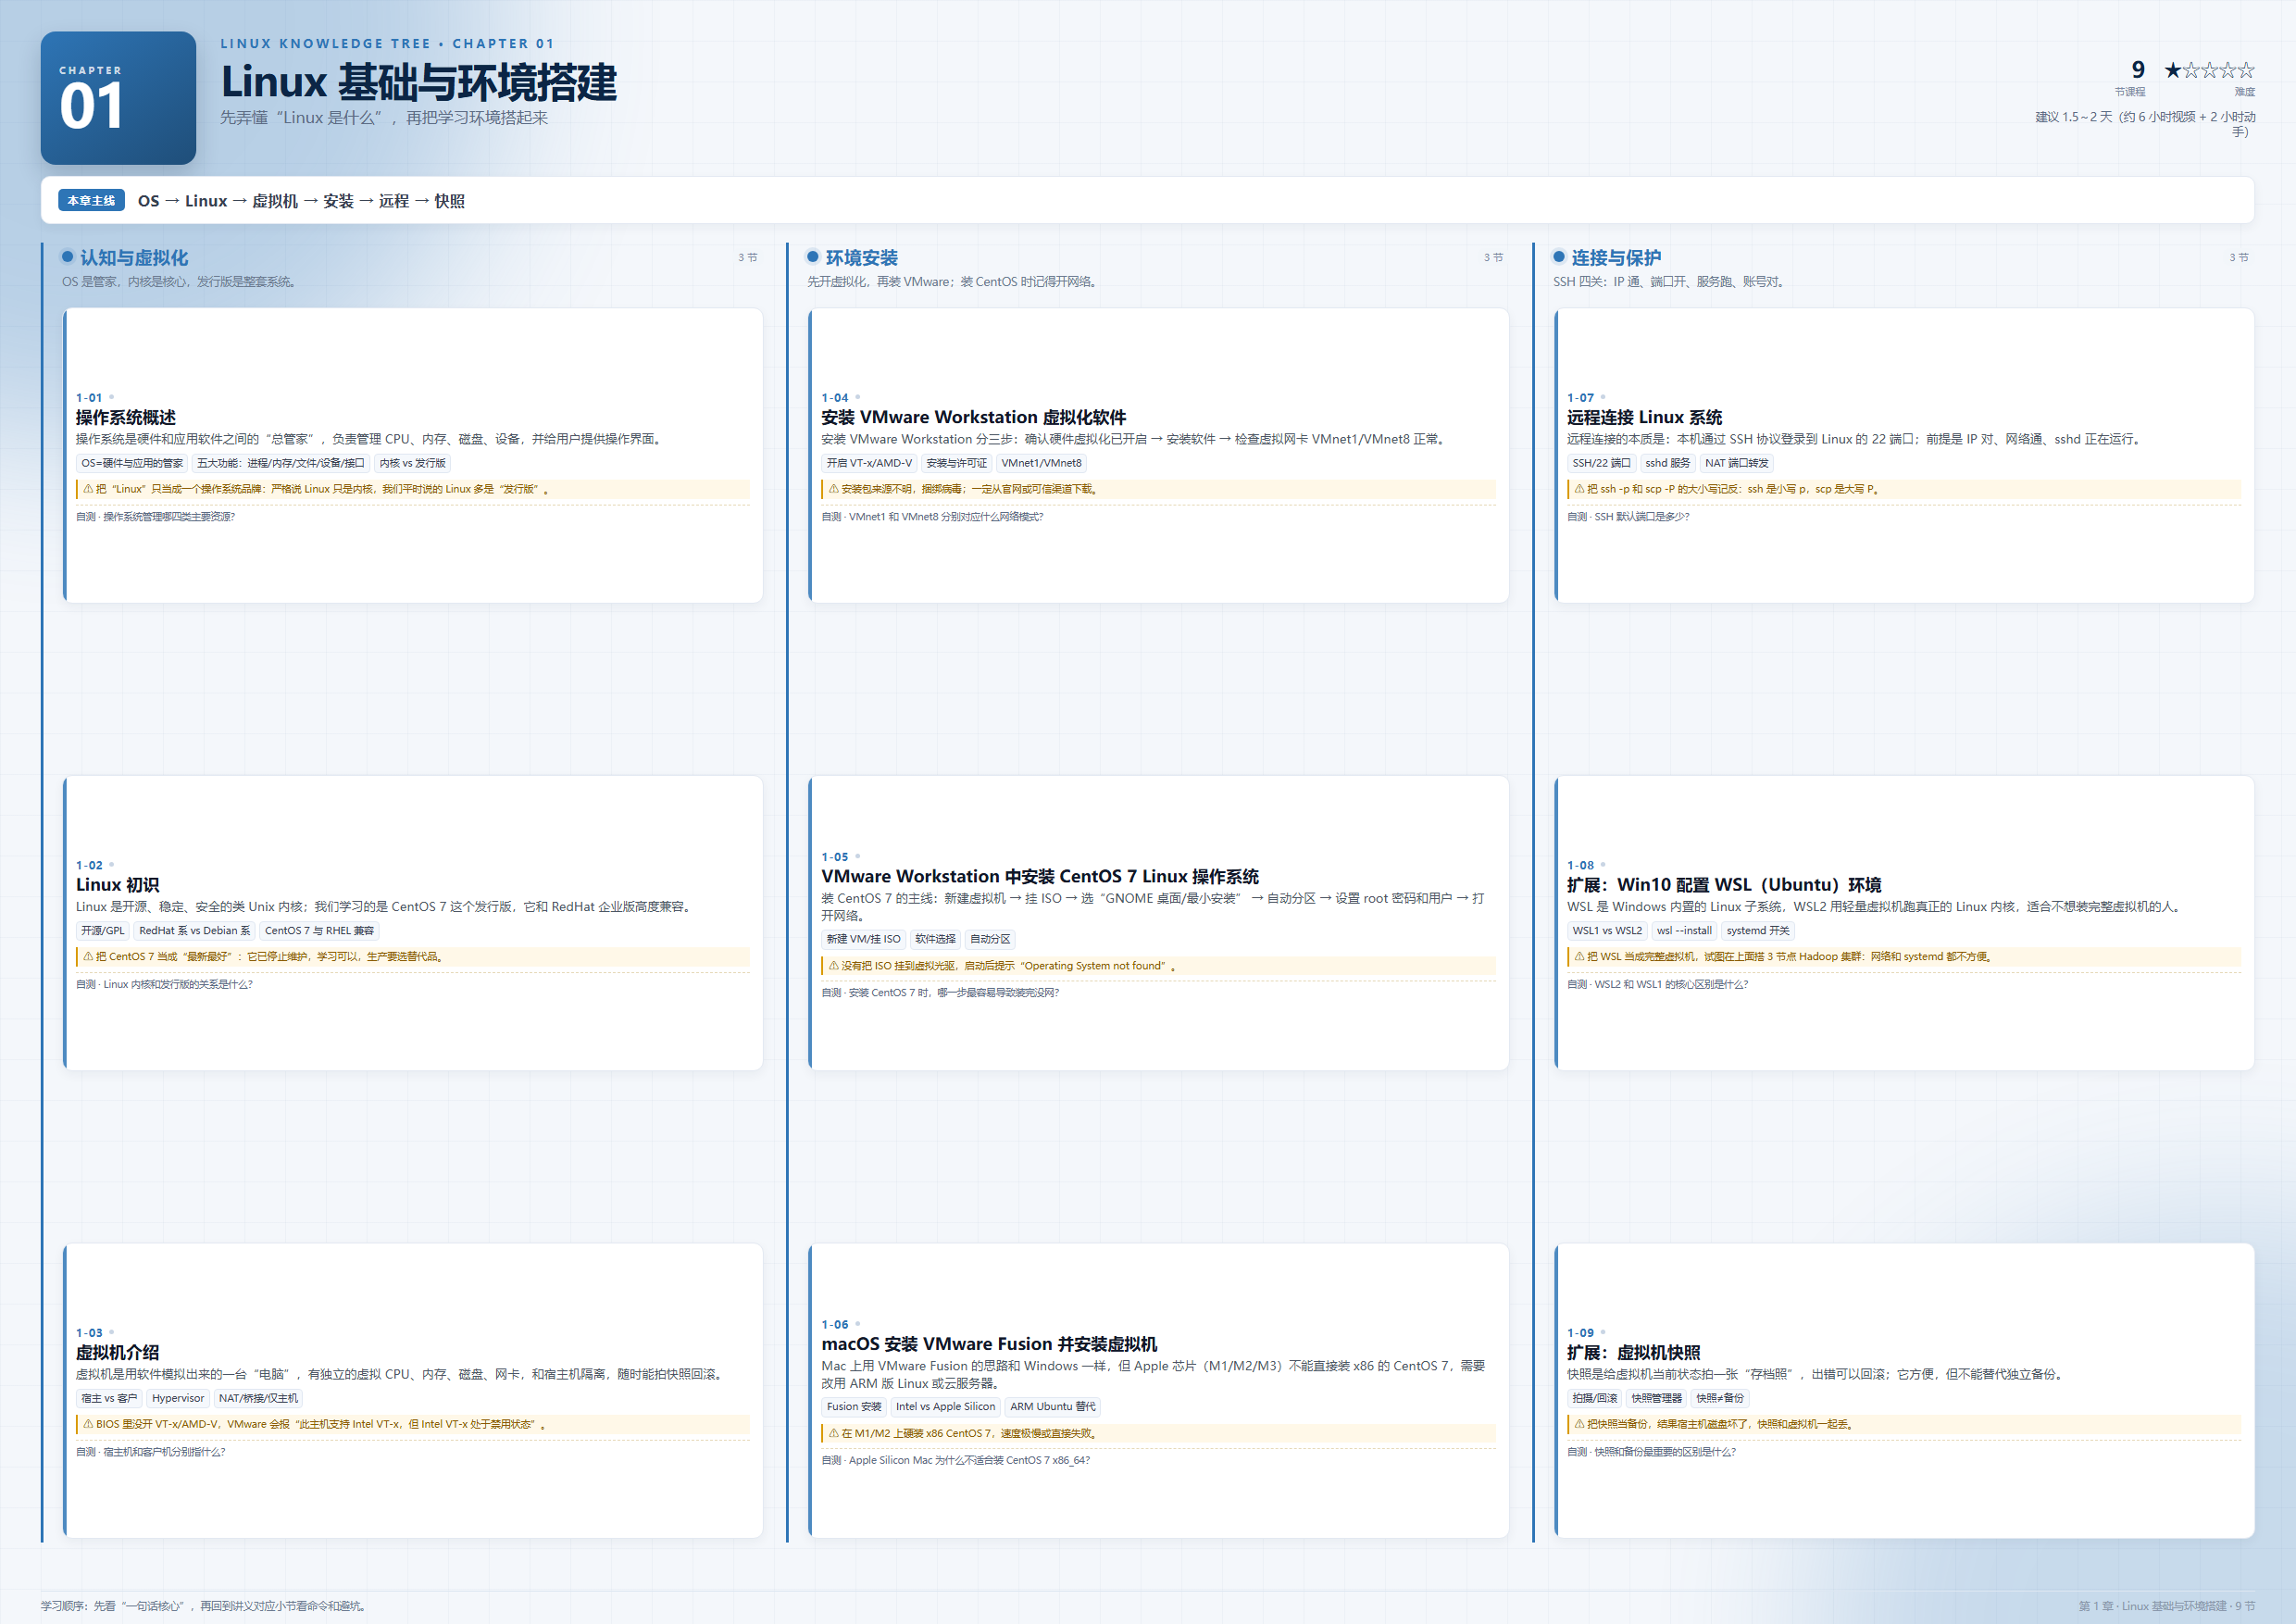 CHAPTER
01
LINUX KNOWLEDGE TREE • CHAPTER 01
Linux 基础与环境搭建
先弄懂“Linux 是什么”，再把学习环境搭起来
9
节课程
★☆☆☆☆
难度
建议 1.5~2 天（约 6 小时视频 + 2 小时动
手）
本章主线 OS → Linux → 虚拟机 → 安装 → 远程 → 快照
认知与虚拟化 3 节
OS 是管家，内核是核心，发行版是整套系统。
1-01
操作系统概述
操作系统是硬件和应用软件之间的“总管家”，负责管理 CPU、内存、磁盘、设备，并给用户提供操作界面。
OS=硬件与应用的管家 五大功能：进程/内存/文件/设备/接口 内核 vs 发行版
⚠ 把“Linux”只当成一个操作系统品牌：严格说 Linux 只是内核，我们平时说的 Linux 多是“发行版”。
自测 · 操作系统管理哪四类主要资源?
1-02
Linux 初识
Linux 是开源、稳定、安全的类 Unix 内核；我们学习的是 CentOS 7 这个发行版，它和 RedHat 企业版高度兼容。
开源/GPL RedHat 系 vs Debian 系 CentOS 7 与 RHEL 兼容
⚠ 把 CentOS 7 当成“最新最好”：它已停止维护，学习可以，生产要选替代品。
自测 · Linux 内核和发行版的关系是什么?
1-03
虚拟机介绍
虚拟机是用软件模拟出来的一台“电脑”，有独立的虚拟 CPU、内存、磁盘、网卡，和宿主机隔离，随时能拍快照回滚。
宿主 vs 客户 Hypervisor NAT/桥接/仅主机
⚠ BIOS 里没开 VT-x/AMD-V，VMware 会报“此主机支持 Intel VT-x，但 Intel VT-x 处于禁用状态”。
自测 · 宿主机和客户机分别指什么?
环境安装 3 节
先开虚拟化，再装 VMware；装 CentOS 时记得开网络。
1-04
安装 VMware Workstation 虚拟化软件
安装 VMware Workstation 分三步：确认硬件虚拟化已开启 → 安装软件 → 检查虚拟网卡 VMnet1/VMnet8 正常。
开启 VT-x/AMD-V 安装与许可证 VMnet1/VMnet8
⚠ 安装包来源不明，捆绑病毒；一定从官网或可信渠道下载。
自测 · VMnet1 和 VMnet8 分别对应什么网络模式?
1-05
VMware Workstation 中安装 CentOS 7 Linux 操作系统
装 CentOS 7 的主线：新建虚拟机 → 挂 ISO → 选“GNOME 桌面/最小安装” → 自动分区 → 设置 root 密码和用户 → 打
开网络。
新建 VM/挂 ISO 软件选择 自动分区
⚠ 没有把 ISO 挂到虚拟光驱，启动后提示“Operating System not found”。
自测 · 安装 CentOS 7 时，哪一步最容易导致装完没网?
1-06
macOS 安装 VMware Fusion 并安装虚拟机
Mac 上用 VMware Fusion 的思路和 Windows 一样，但 Apple 芯片（M1/M2/M3）不能直接装 x86 的 CentOS 7，需要
改用 ARM 版 Linux 或云服务器。
Fusion 安装 Intel vs Apple Silicon ARM Ubuntu 替代
⚠ 在 M1/M2 上硬装 x86 CentOS 7，速度极慢或直接失败。
自测 · Apple Silicon Mac 为什么不适合装 CentOS 7 x86_64?
连接与保护 3 节
SSH 四关：IP 通、端口开、服务跑、账号对。
1-07
远程连接 Linux 系统
远程连接的本质是：本机通过 SSH 协议登录到 Linux 的 22 端口；前提是 IP 对、网络通、sshd 正在运行。
SSH/22 端口 sshd 服务 NAT 端口转发
⚠ 把 ssh -p 和 scp -P 的大小写记反：ssh 是小写 p，scp 是大写 P。
自测 · SSH 默认端口是多少?
1-08
扩展：Win10 配置 WSL（Ubuntu）环境
WSL 是 Windows 内置的 Linux 子系统，WSL2 用轻量虚拟机跑真正的 Linux 内核，适合不想装完整虚拟机的人。
WSL1 vs WSL2 wsl --install systemd 开关
⚠ 把 WSL 当成完整虚拟机，试图在上面搭 3 节点 Hadoop 集群：网络和 systemd 都不方便。
自测 · WSL2 和 WSL1 的核心区别是什么?
1-09
扩展：虚拟机快照
快照是给虚拟机当前状态拍一张“存档照”，出错可以回滚；它方便，但不能替代独立备份。
拍摄/回滚 快照管理器 快照≠备份
⚠ 把快照当备份，结果宿主机磁盘坏了，快照和虚拟机一起丢。
自测 · 快照和备份最重要的区别是什么?
学习顺序：先看“一句话核心”，再回到讲义对应小节看命令和避坑。
第 1 章 · Linux 基础与环境搭建 · 9 节